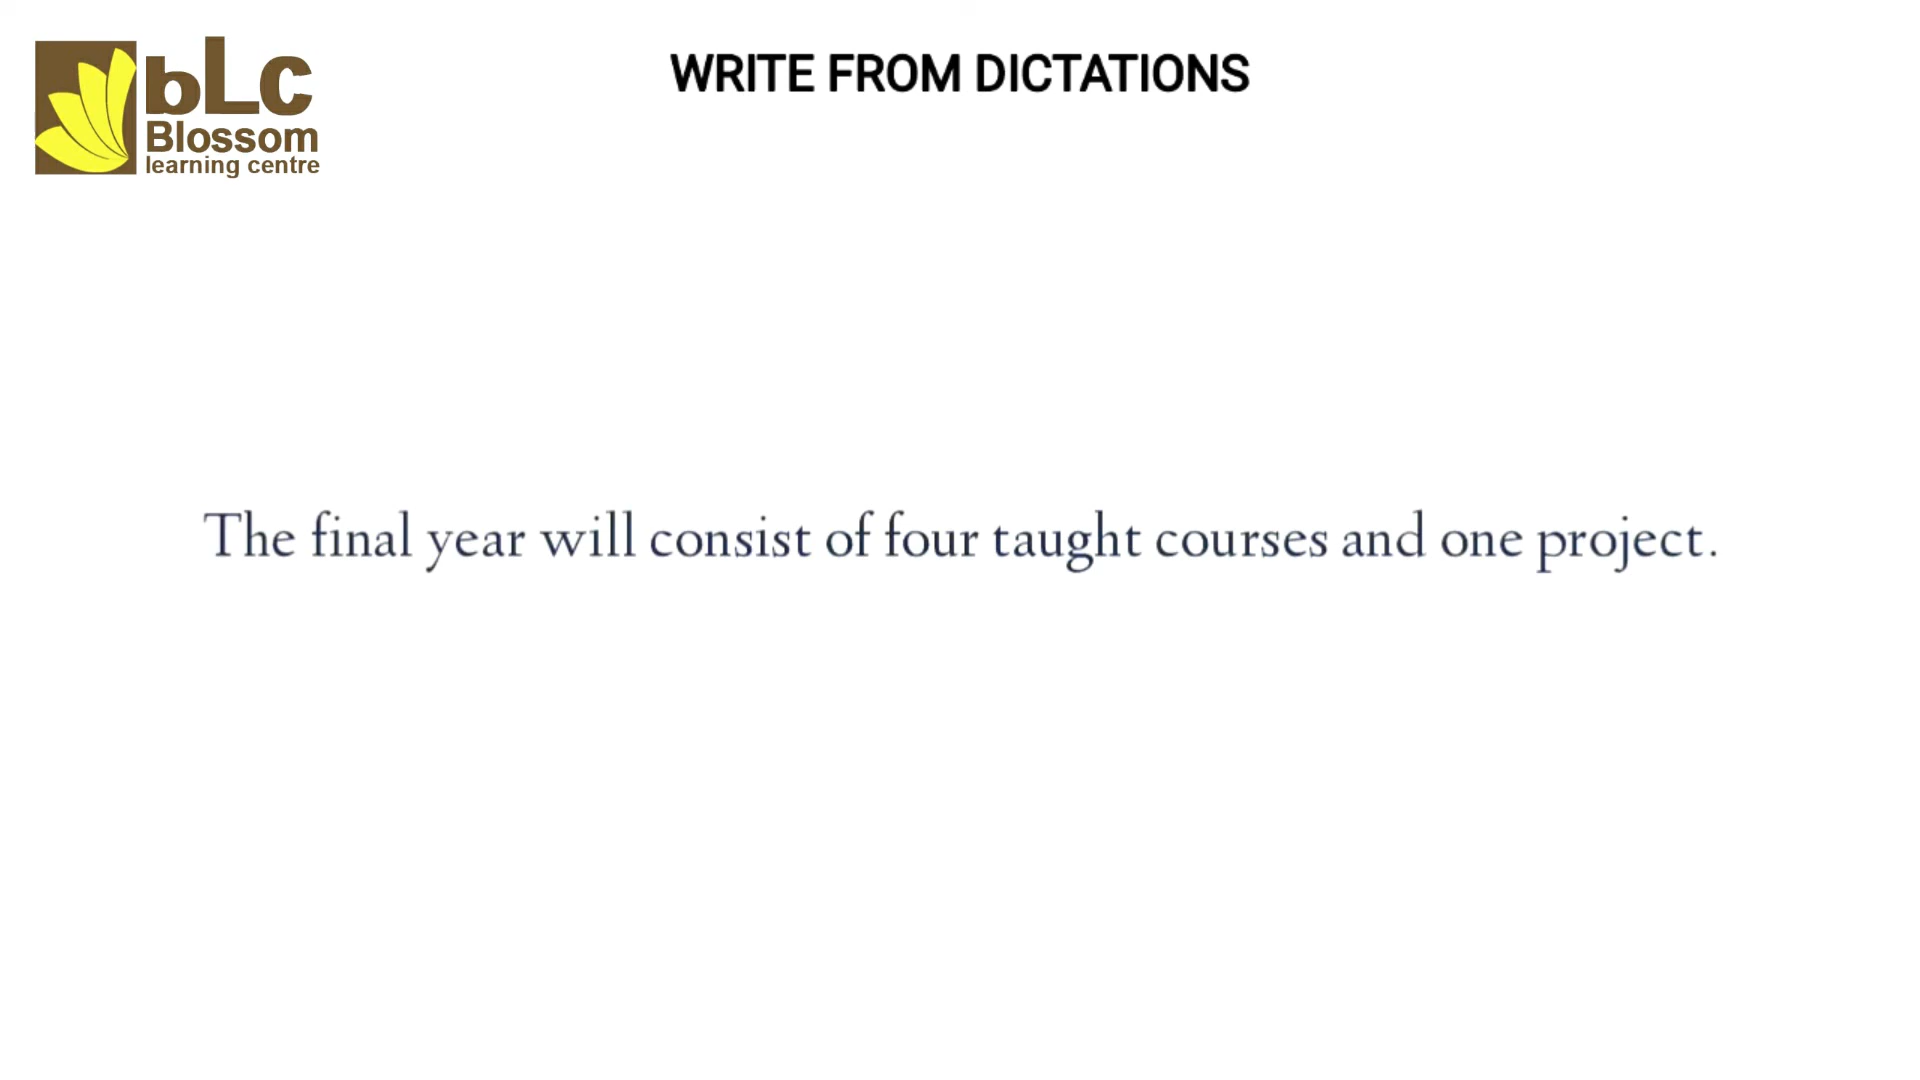 bLc
Blossom
learning centre
WRITE FROM DICTATIONS
The final year will consist of four taught courses and one project.